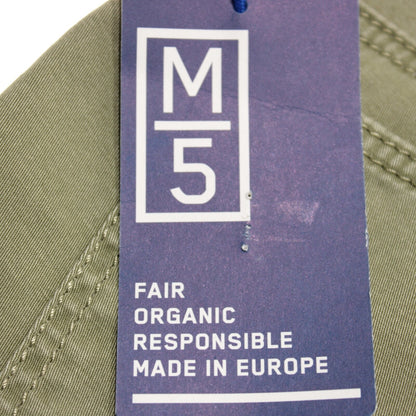 M
5
FAIR
ORGANIC
RESPONSIBLE
MADE IN EUROPE